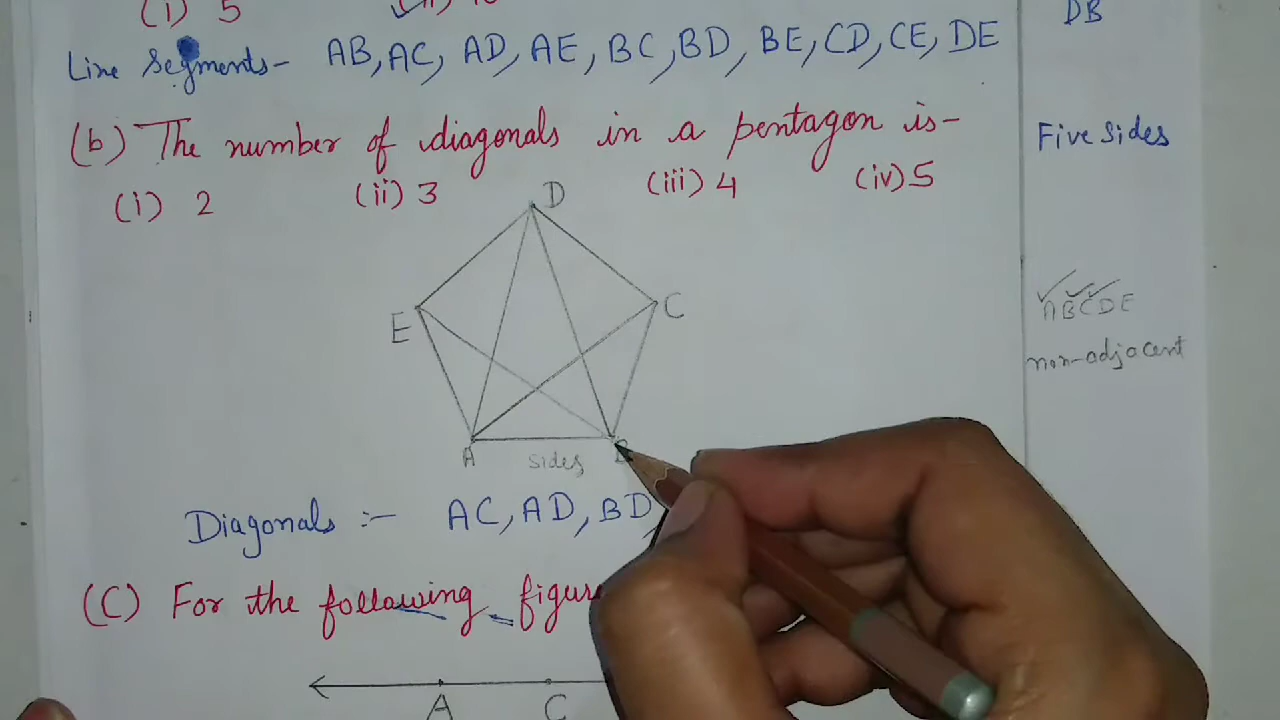 (i) 5
DB
Line Segments- AB, AC, AD, AE, BC, BD, BE, CD, CE, DE
(b) The number of diagonals in a pentagon is-
Five Sides
(i) 2 (ii) 3 (iii) 4 (iv) 5
D
E
C
ABCDE
non-adjacent
A
sides
Diagonals :- AC, AD, BD,
(C) For the following figure
A
C